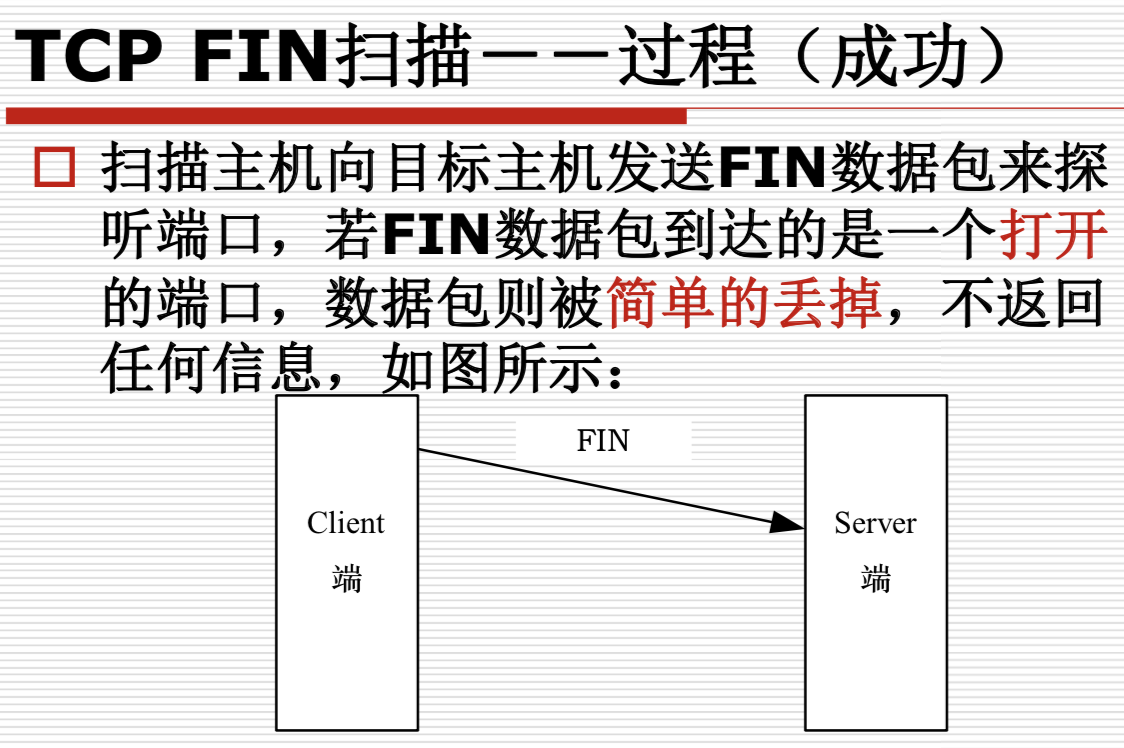 TCP FIN扫描－－过程（成功）
扫描主机向目标主机发送FIN数据包来探
听端口，若FIN数据包到达的是一个打开
的端口，数据包则被简单的丢掉，不返回
任何信息，如图所示：
FIN
Client
端
Server
端